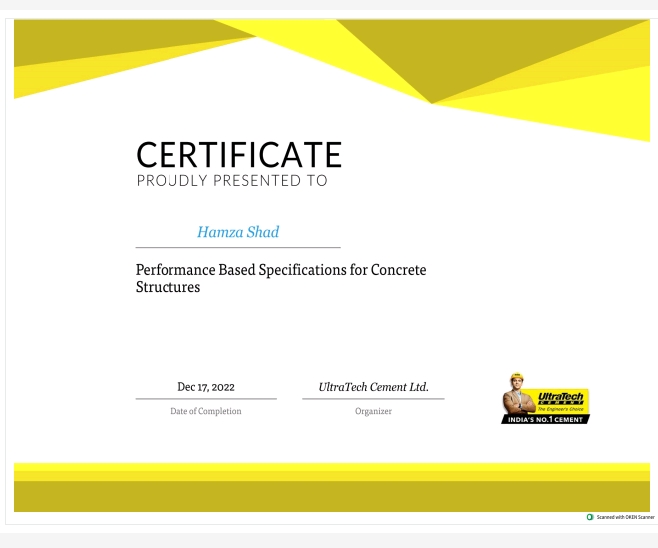 CERTIFICATE
PROUDLY PRESENTED TO
Hamza Shad
Performance Based Specifications for Concrete
Structures
Dec 17, 2022
UltraTech Cement Ltd.
Date of Completion
Organizer
UltraTech
CEMENT
The Engineer's Choice
INDIA'S NO.1 CEMENT
Scanned with OKEN Scanner